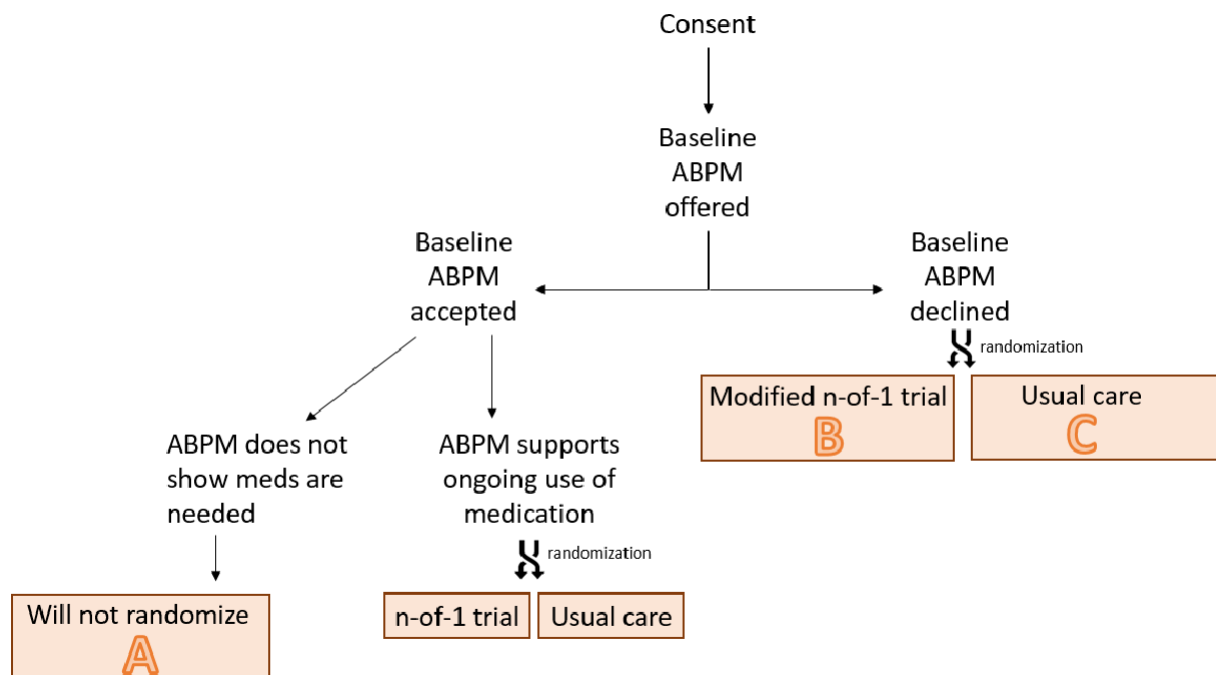 Consent
Baseline
ABPM
offered
Baseline
ABPM
accepted
Baseline
ABPM
declined
randomization
Modified n-of-1 trial
B
Usual care
C
ABPM does not
show meds are
needed
ABPM supports
ongoing use of
medication
randomization
Will not randomize
A
n-of-1 trial
Usual care